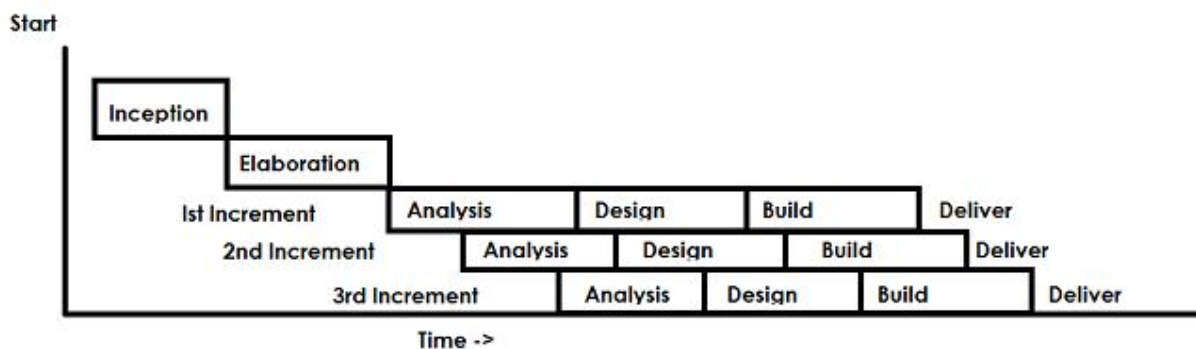 Start
Inception
Elaboration
Ist Increment Analysis Design Build Deliver
2nd Increment Analysis Design Build Deliver
3rd Increment Analysis Design Build Deliver
Time ->